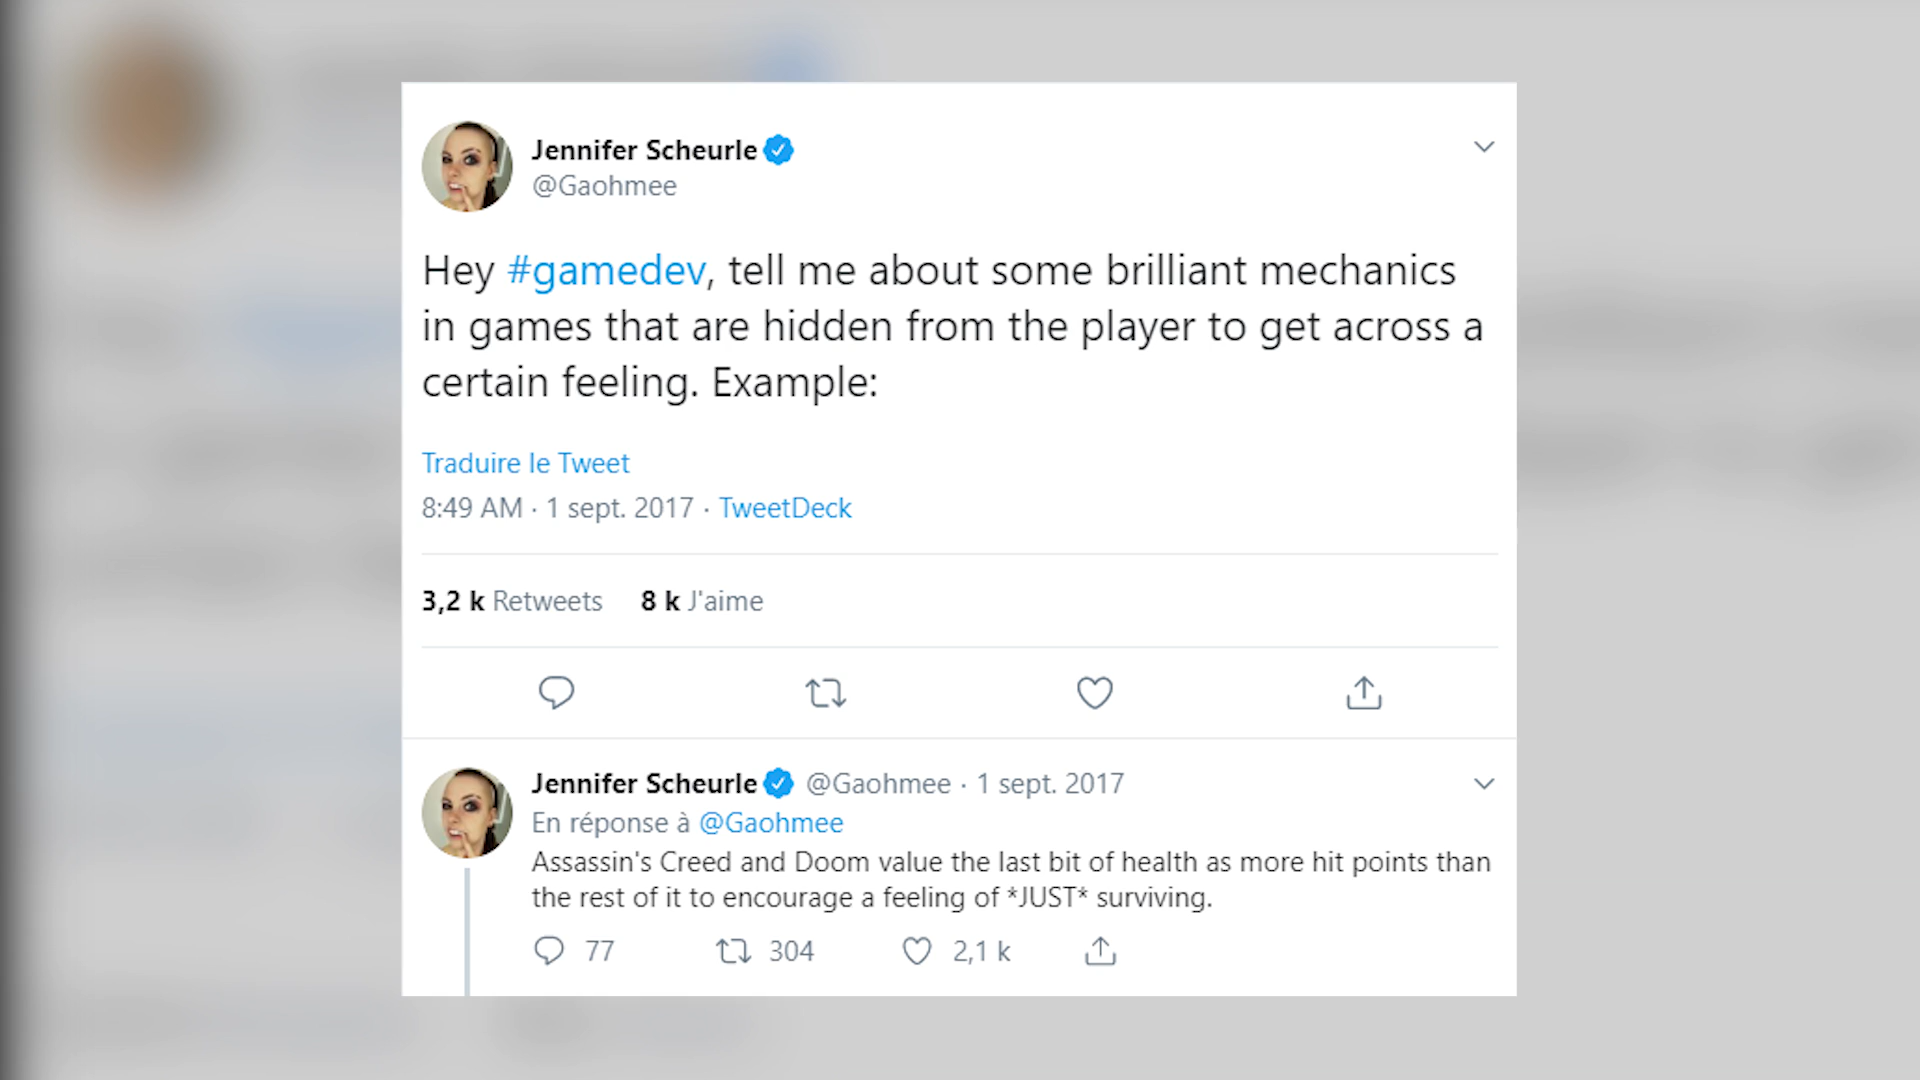 Jennifer Scheurle
@Gaohmee
Hey #gamedev, tell me about some brilliant mechanics
in games that are hidden from the player to get across a
certain feeling. Example:
Traduire le Tweet
8:49 AM · 1 sept. 2017 · TweetDeck
3,2 k Retweets 8 k J'aime
Jennifer Scheurle @Gaohmee · 1 sept. 2017
En réponse à @Gaohmee
Assassin's Creed and Doom value the last bit of health as more hit points than
the rest of it to encourage a feeling of *JUST* surviving.
77 304 2,1 k